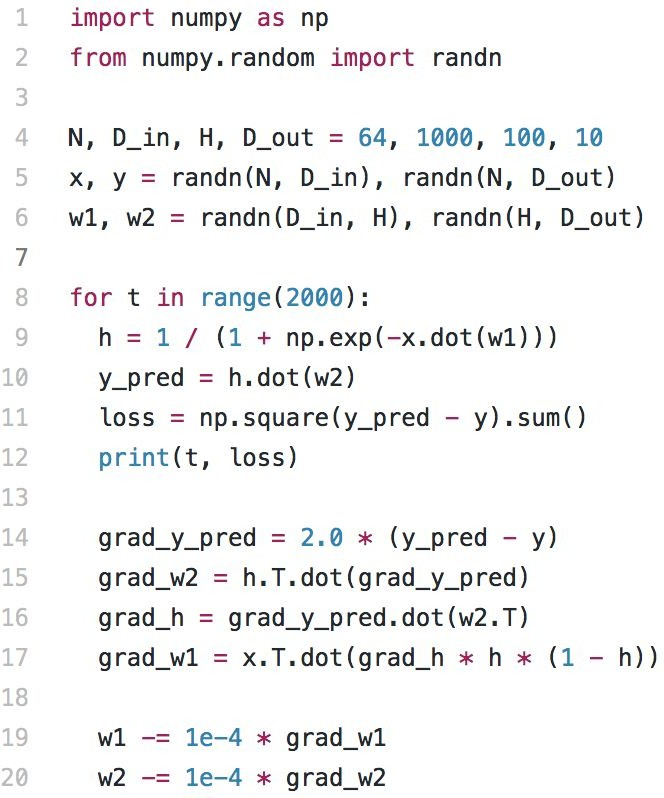 1 import numpy as np
2 from numpy.random import randn
3
4 N, D_in, H, D_out = 64, 1000, 100, 10
5 x, y = randn(N, D_in), randn(N, D_out)
6 w1, w2 = randn(D_in, H), randn(H, D_out)
7
8 for t in range(2000):
9   h = 1 / (1 + np.exp(-x.dot(w1)))
10   y_pred = h.dot(w2)
11   loss = np.square(y_pred - y).sum()
12   print(t, loss)
13
14   grad_y_pred = 2.0 * (y_pred - y)
15   grad_w2 = h.T.dot(grad_y_pred)
16   grad_h = grad_y_pred.dot(w2.T)
17   grad_w1 = x.T.dot(grad_h * h * (1 - h))
18
19   w1 -= 1e-4 * grad_w1
20   w2 -= 1e-4 * grad_w2